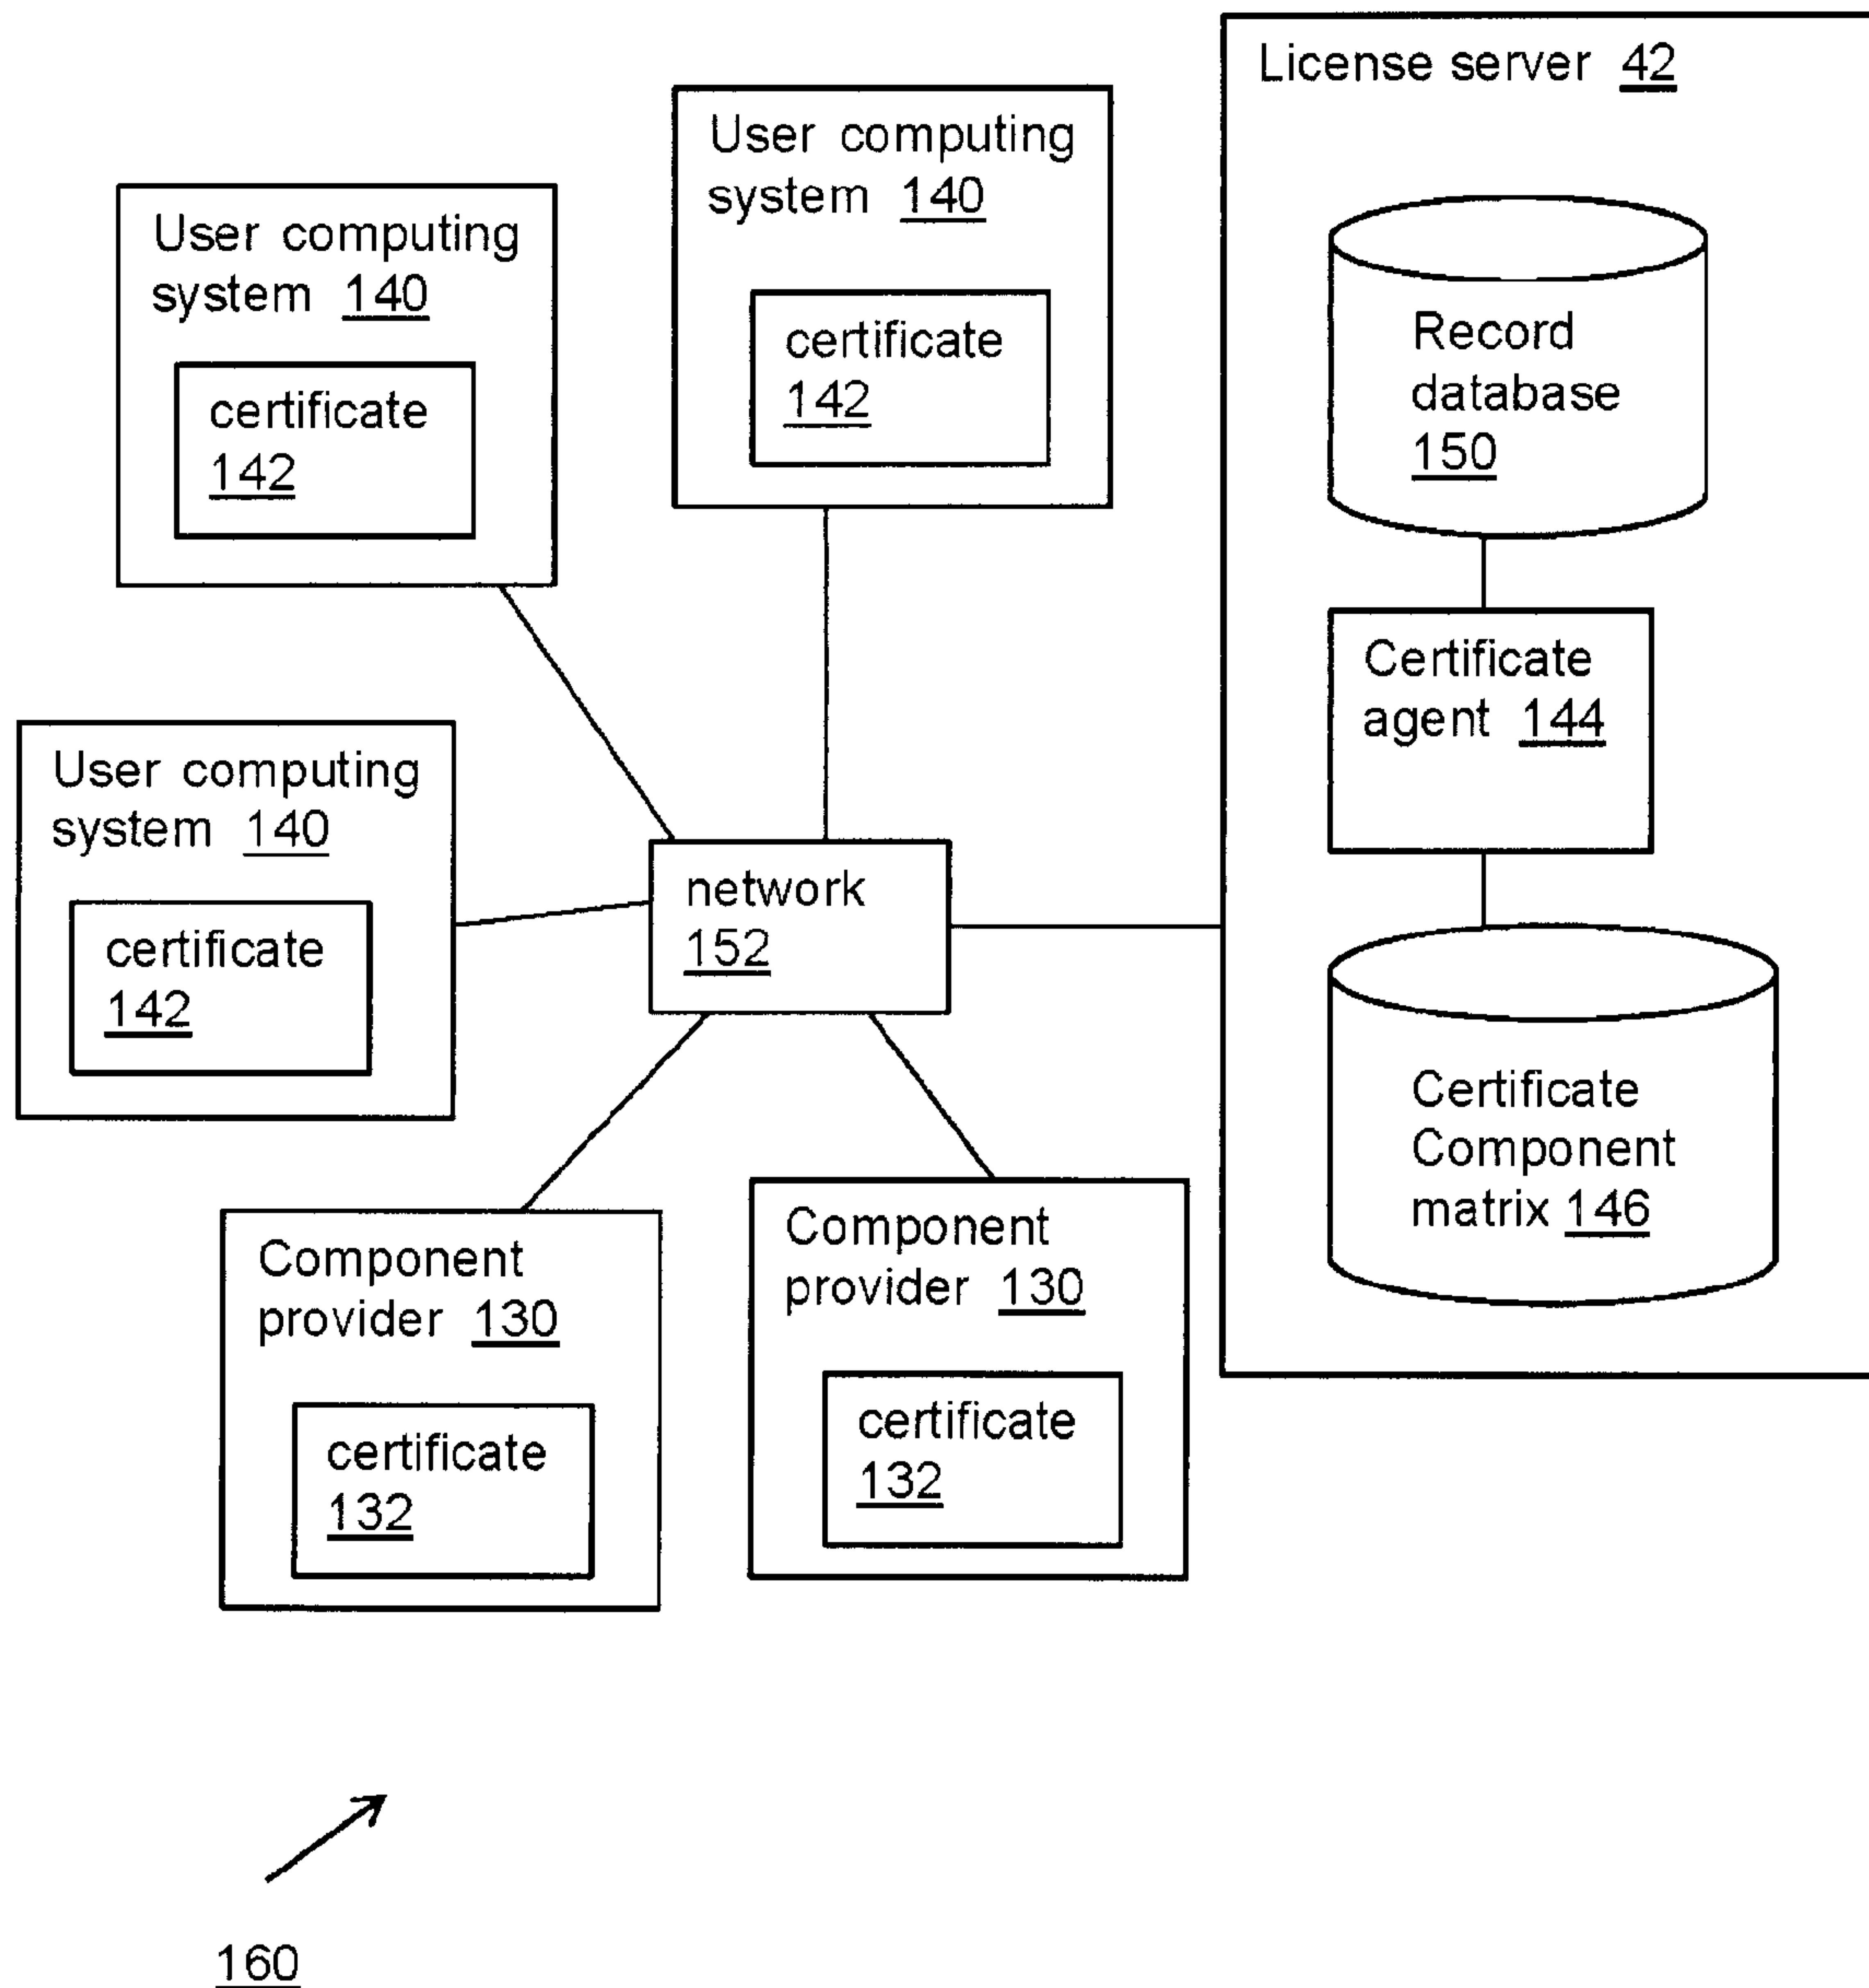 License server 42
User computing
system 140
certificate
142
User computing
system 140
certificate
142
Record
database
150
Certificate
agent 144
User computing
system 140
certificate
142
network
152
Certificate
Component
matrix 146
Component
provider 130
certificate
132
Component
provider 130
certificate
132
160